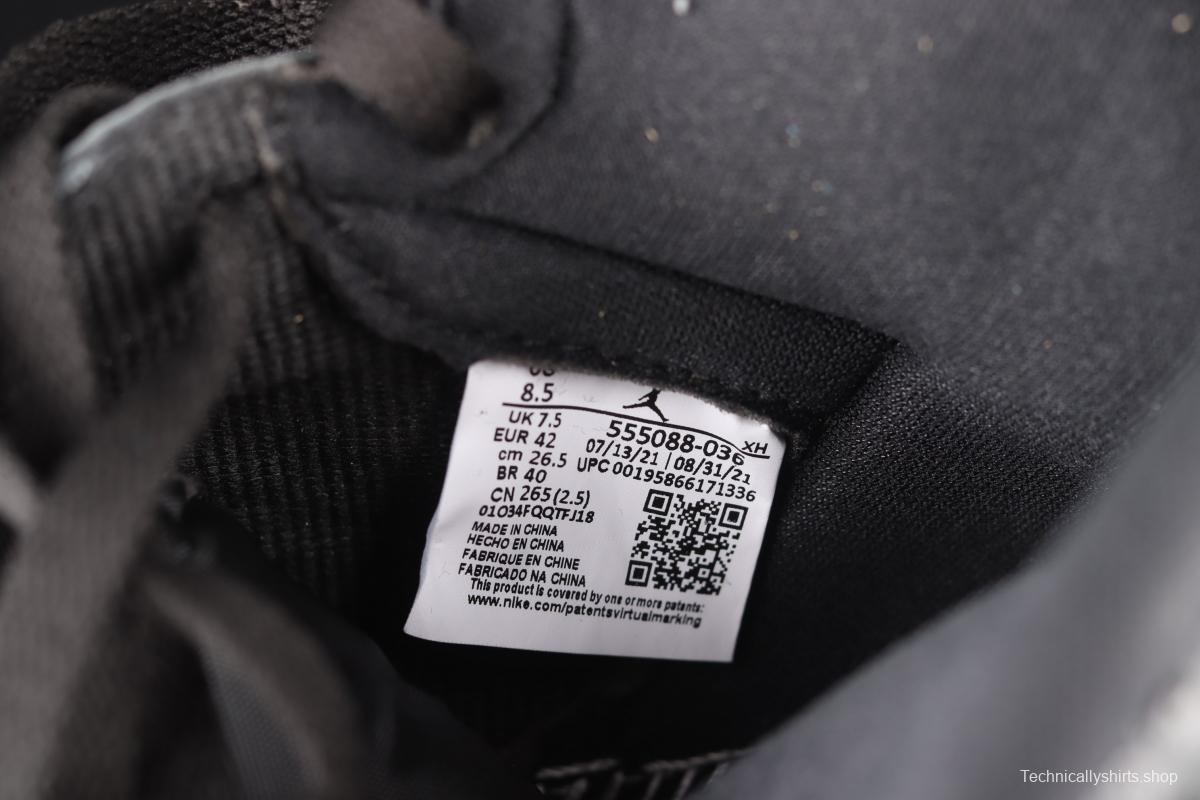 8.5
UK 7.5
EUR 42
cm 26.5
BR 40
CN 265 (2.5)
01O34FQQTFJ18
MADE IN CHINA
HECHO EN CHINA
FABRIQUE EN CHINE
FABRICADO NA CHINA
555088-036 XH
07/13/21 | 08/31/21
UPC 00195866171336
This product is covered by one or more patents:
www.nike.com/patentsvirtualmarking
Technicallyshirts.shop